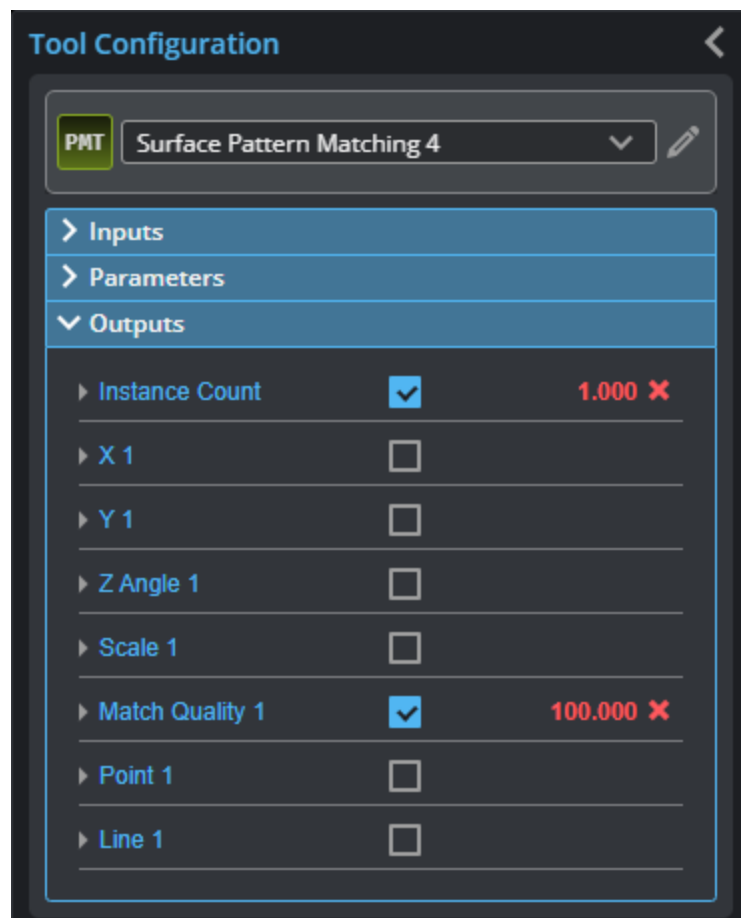 Tool Configuration
PMT Surface Pattern Matching 4
Inputs
Parameters
Outputs
Instance Count 1.000
X 1
Y 1
Z Angle 1
Scale 1
Match Quality 1 100.000
Point 1
Line 1